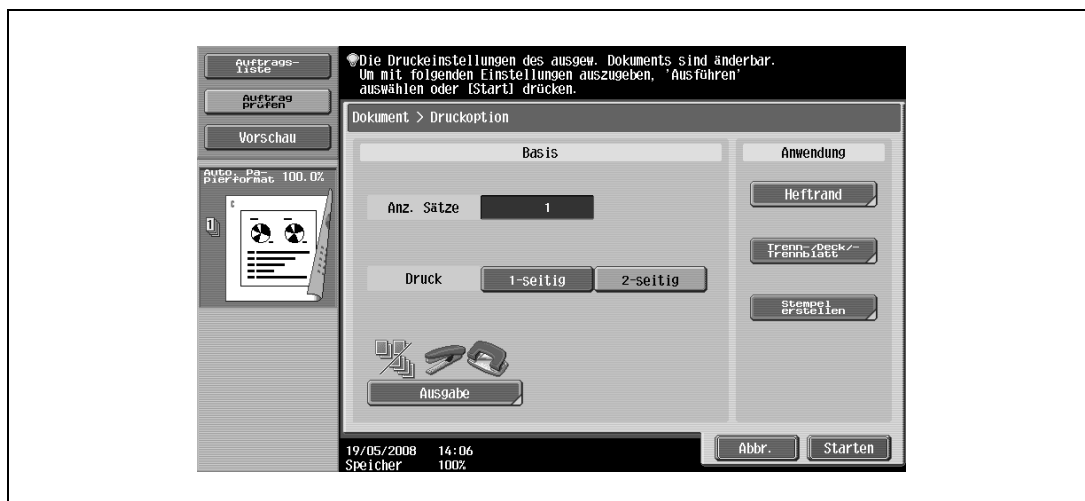 Auftrags-
liste
Auftrag
prüfen
Vorschau
Auto. Pa-
pierformat 100.0%
1
Die Druckeinstellungen des ausgew. Dokuments sind änderbar.
Um mit folgenden Einstellungen auszugeben, 'Ausführen'
auswählen oder [Start] drücken.
Dokument > Druckoption
Basis
Anz. Sätze 1
Druck 1-seitig 2-seitig
Ausgabe
Anwendung
Heftrand
Trenn-/Deck/-
Trennblatt
Stempel
erstellen
19/05/2008 14:06
Speicher 100%
Abbr. Starten